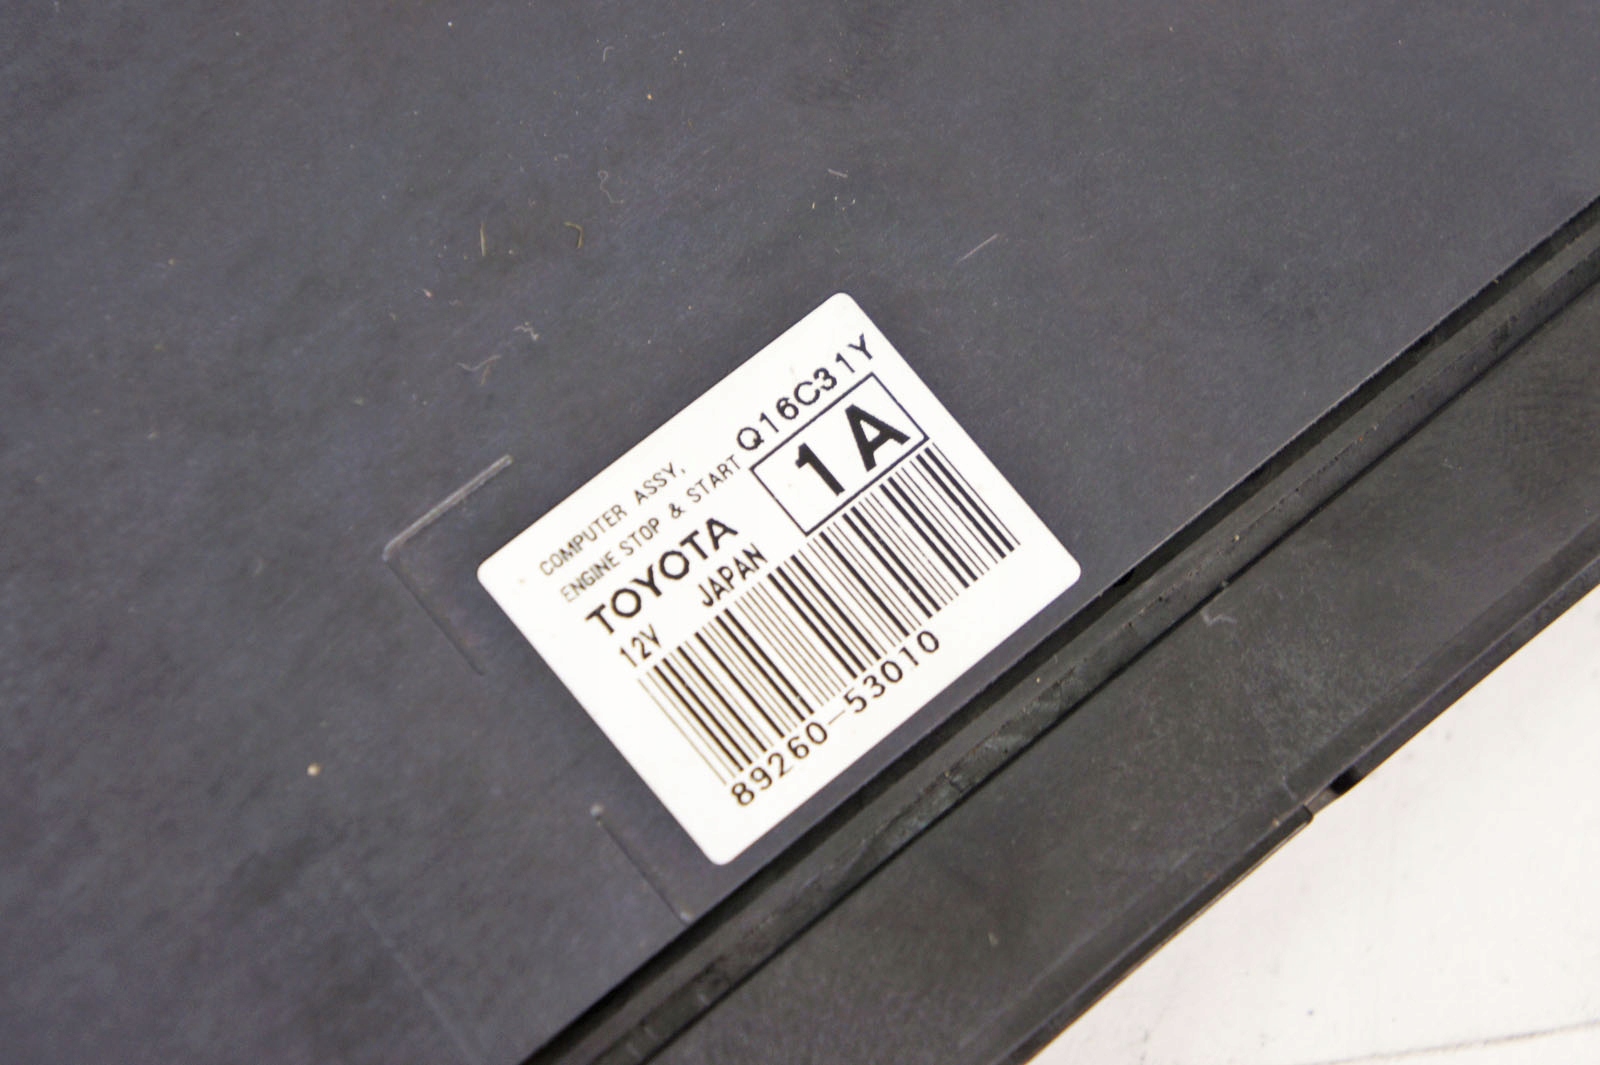 COMPUTER ASSY, Q16C31Y
ENGINE STOP & START
TOYOTA 1A
12V JAPAN
89260-53010